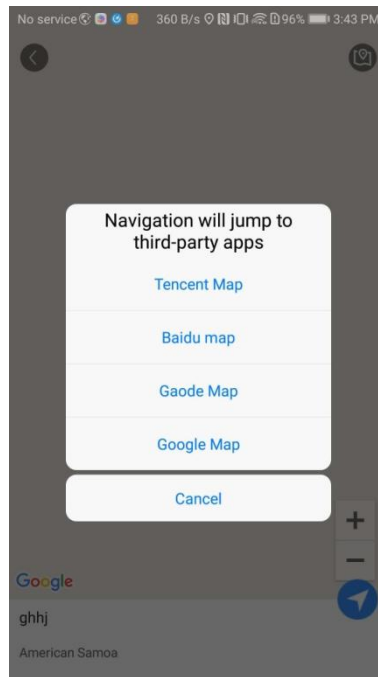 No service 360 B/s 96% 3:43 PM
Navigation will jump to
third-party apps
Tencent Map
Baidu map
Gaode Map
Google Map
Cancel
Google
ghhj
American Samoa